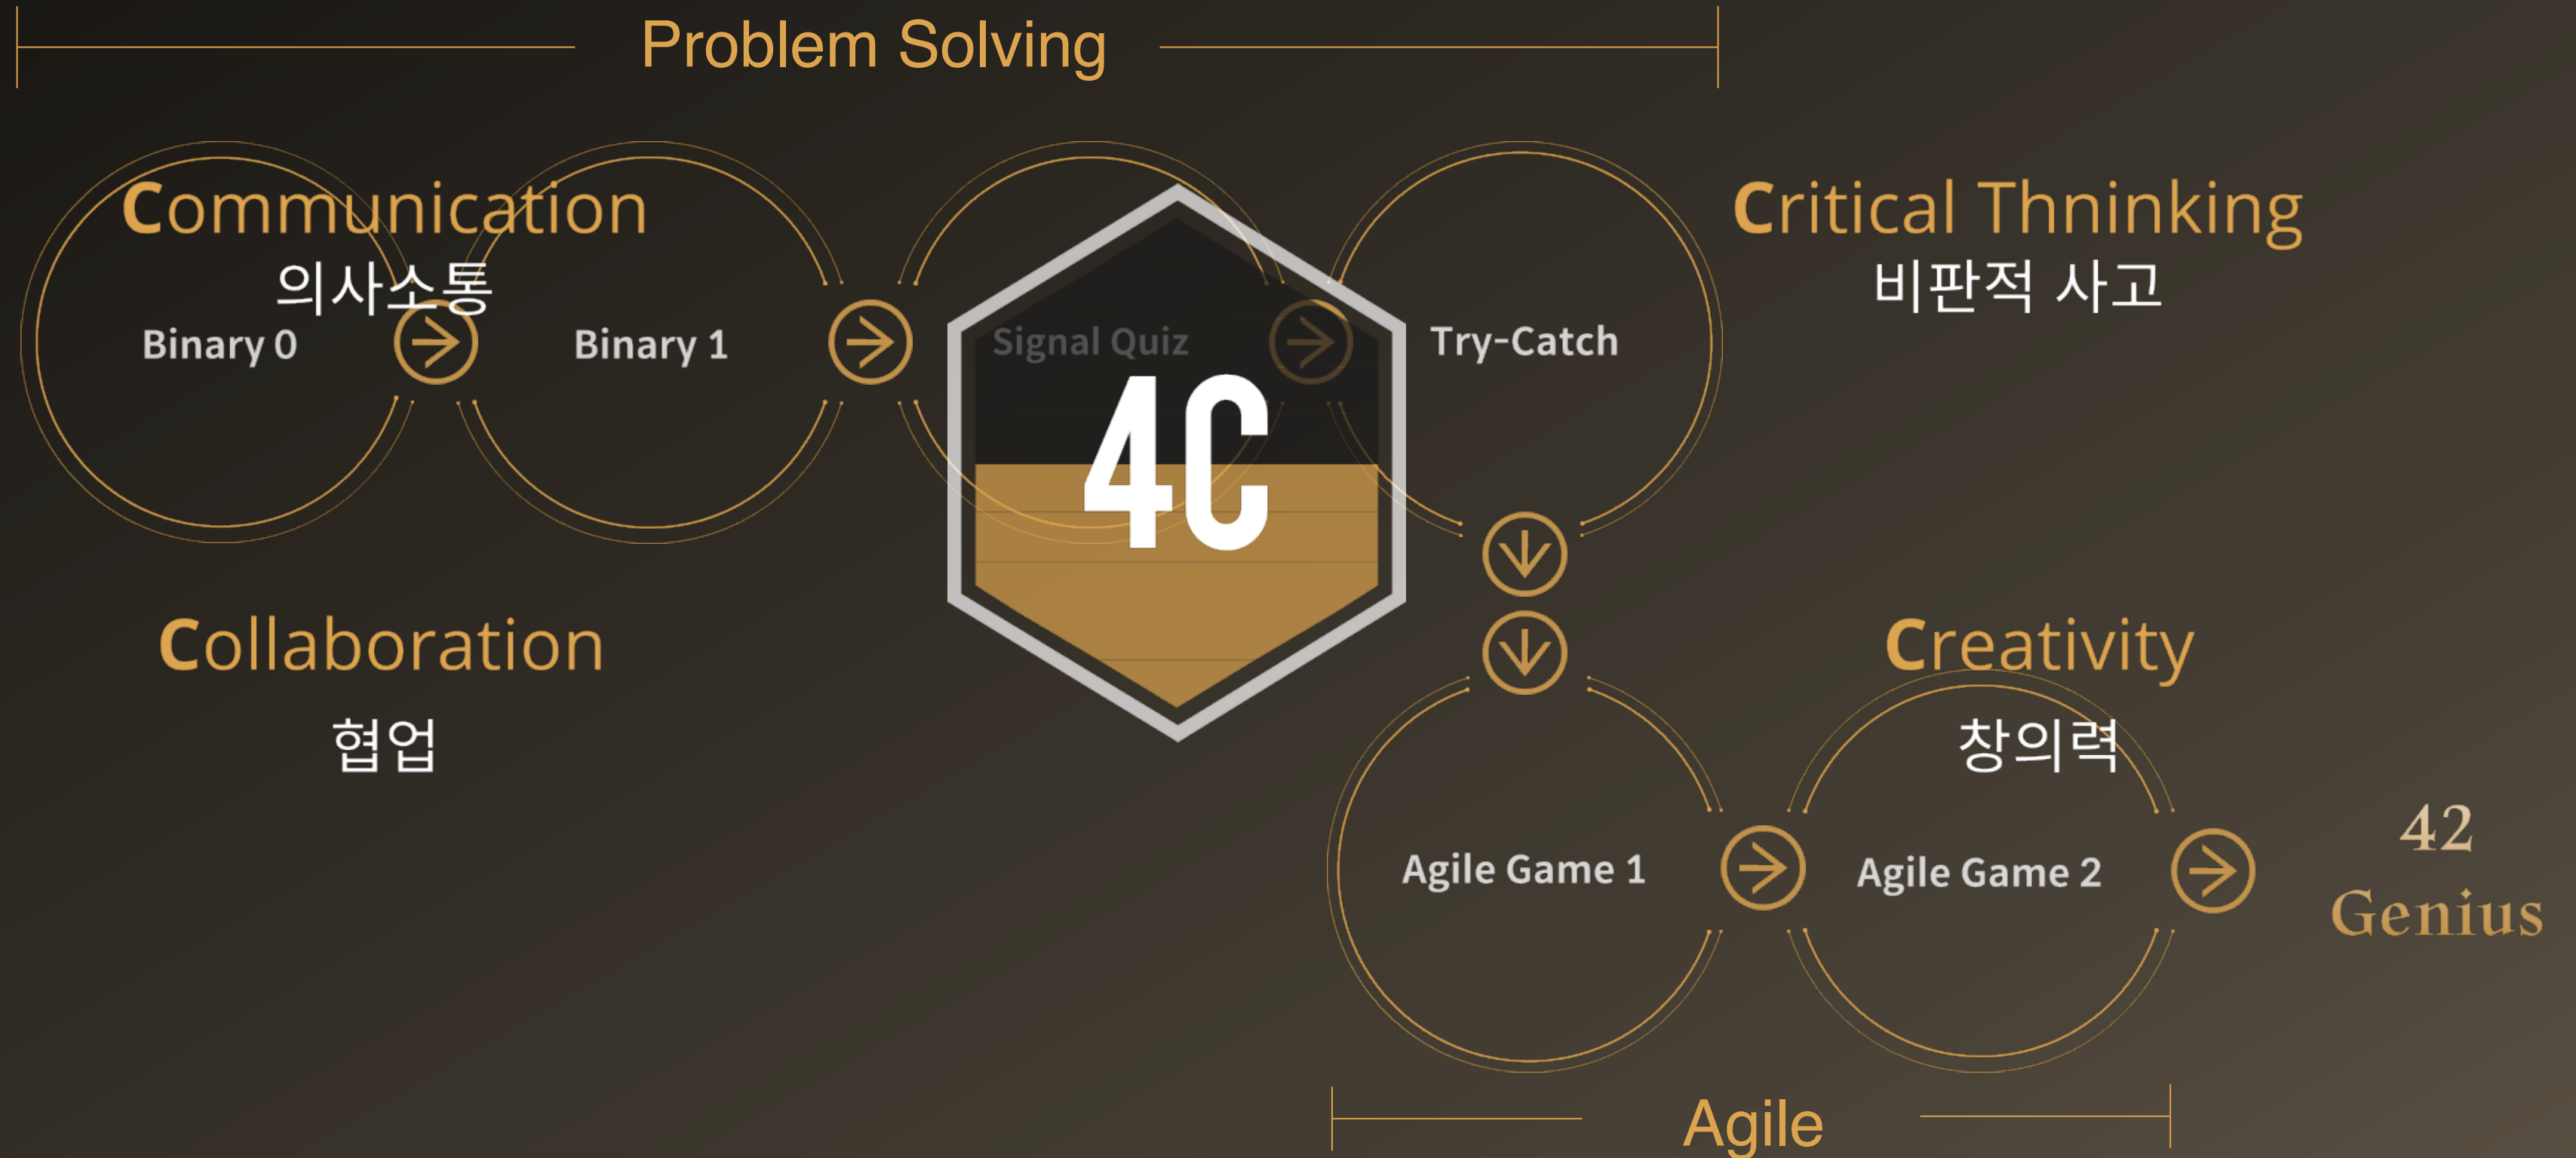 Problem Solving
Communication
의사소통
Critical Thninking
비판적 사고
Binary 0
Binary 1
Signal Quiz
Try-Catch
4C
Collaboration
협업
Creativity
창의력
Agile Game 1
Agile Game 2
42
Genius
Agile